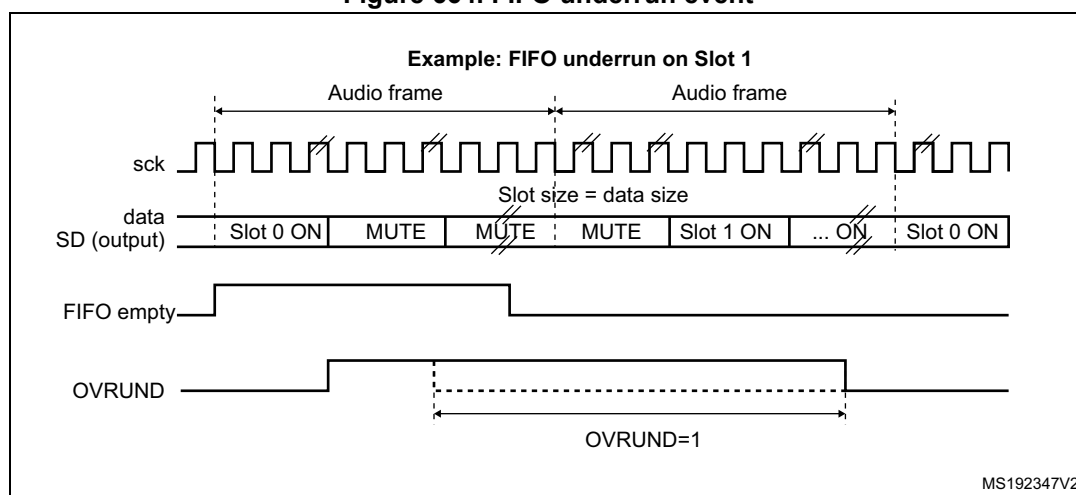 Example: FIFO underrun on Slot 1
Audio frame
Audio frame
sck
Slot size = data size
data
SD (output)
Slot 0 ON
MUTE
MUTE
MUTE
Slot 1 ON
... ON
Slot 0 ON
FIFO empty
OVRUND
OVRUND=1
MS192347V2